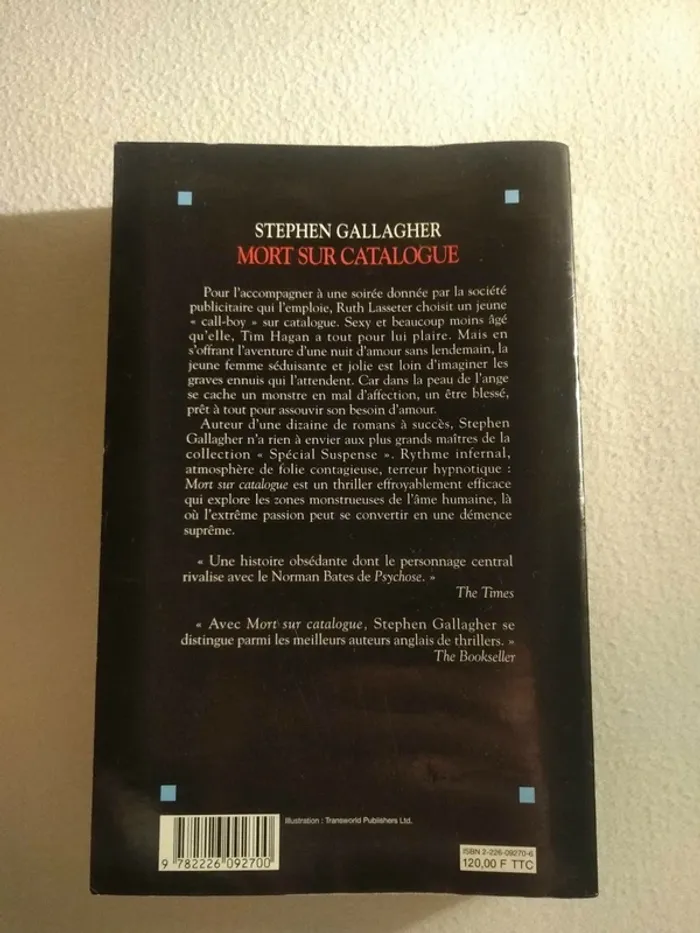 STEPHEN GALLAGHER
MORT SUR CATALOGUE
Pour l'accompagner à une soirée donnée par la société
publicitaire qui l'emploie, Ruth Lasseter choisit un jeune
« call-boy » sur catalogue. Sexy et beaucoup moins âgé
qu'elle, Tim Hagan a tout pour lui plaire. Mais en
s'offrant l'aventure d'une nuit d'amour sans lendemain, la
jeune femme séduisante et jolie est loin d'imaginer les
graves ennuis qui l'attendent. Car dans la peau de l'ange
se cache un monstre en mal d'affection, un être blessé,
prêt à tout pour assouvir son besoin d'amour.
Auteur d'une dizaine de romans à succès, Stephen
Gallagher n'a rien à envier aux plus grands maîtres de la
collection « Spécial Suspense ». Rythme infernal,
atmosphère de folie contagieuse, terreur hypnotique :
Mort sur catalogue est un thriller effroyablement efficace
qui explore les zones monstrueuses de l'âme humaine, là
où l'extrême passion peut se convertir en une démence
suprême.
« Une histoire obsédante dont le personnage central
rivalise avec le Norman Bates de Psychose. »
The Times
« Avec Mort sur catalogue, Stephen Gallagher se
distingue parmi les meilleurs auteurs anglais de thrillers. »
The Bookseller
Illustration : Transworld Publishers Ltd.
9 782226 092700
ISBN 2-226-09270-6
120,00 F TTC